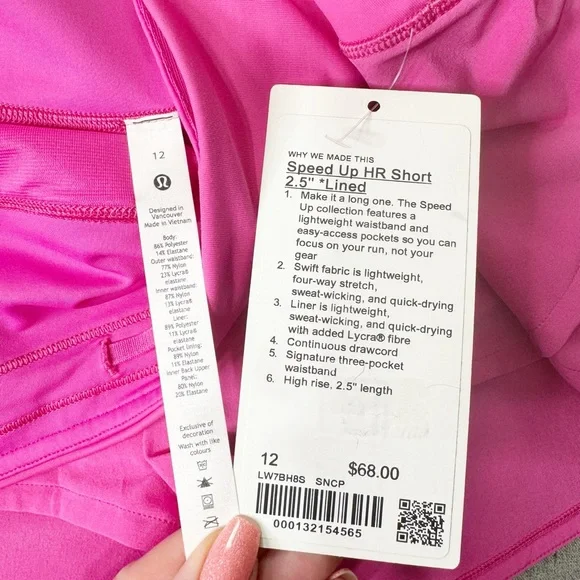 12
Designed in
Vancouver
Made in Vietnam
Body:
86% Polyester
14% Elastane
Outer waistband:
77% Nylon
23% Lycra®
elastane
Inner waistband:
87% Nylon
13% Lycra®
elastane
Liner:
89% Polyester
11% Lycra®
elastane
Pocket lining:
89% Nylon
11% Elastane
Inner Back Upper
Panel:
80% Nylon
20% Elastane
Exclusive of
decoration
Wash with like
colours
WHY WE MADE THIS
Speed Up HR Short
2.5" *Lined
1. Make it a long one. The Speed
Up collection features a
lightweight waistband and
easy-access pockets so you can
focus on your run, not your
gear
2. Swift fabric is lightweight,
four-way stretch,
sweat-wicking, and quick-drying
3. Liner is lightweight,
sweat-wicking, and quick-drying
with added Lycra® fibre
4. Continuous drawcord
5. Signature three-pocket
waistband
6. High rise, 2.5" length
12 $68.00
LW7BH8S SNCP
000132154565